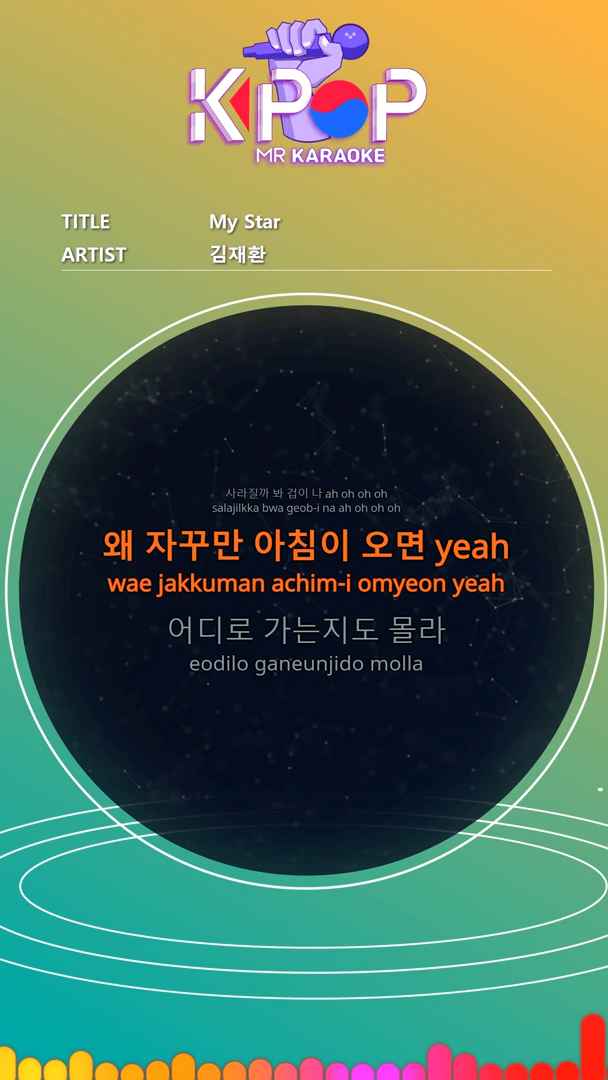 KPOP
MR KARAOKE
TITLE My Star
ARTIST 김재환
사라질까 봐 겁이 나 ah oh oh oh
salajilkka bwa geob-i na ah oh oh oh
왜 자꾸만 아침이 오면 yeah
wae jakkuman achim-i omyeon yeah
어디로 가는지도 몰라
eodilo ganeunjido molla